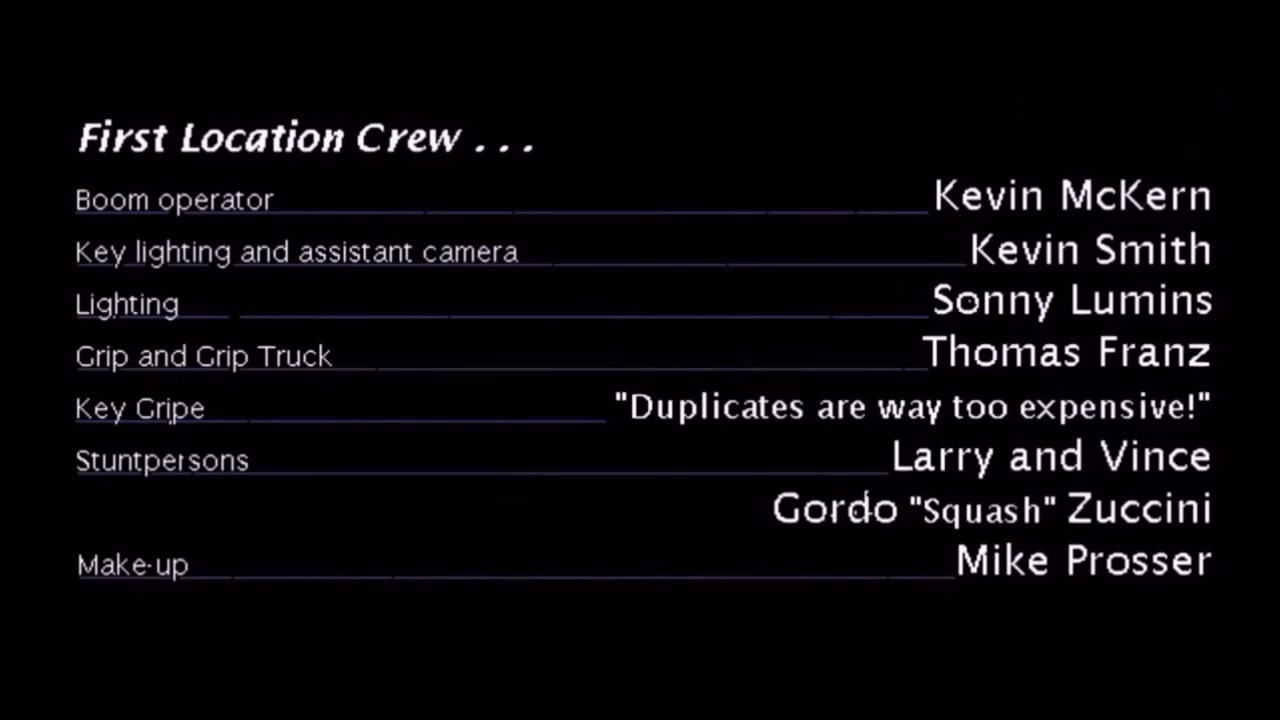 First Location Crew . . .
Boom operator Kevin McKern
Key lighting and assistant camera Kevin Smith
Lighting Sonny Lumins
Grip and Grip Truck Thomas Franz
Key Gripe "Duplicates are way too expensive!"
Stuntpersons Larry and Vince
Gordo "Squash" Zuccini
Make-up Mike Prosser